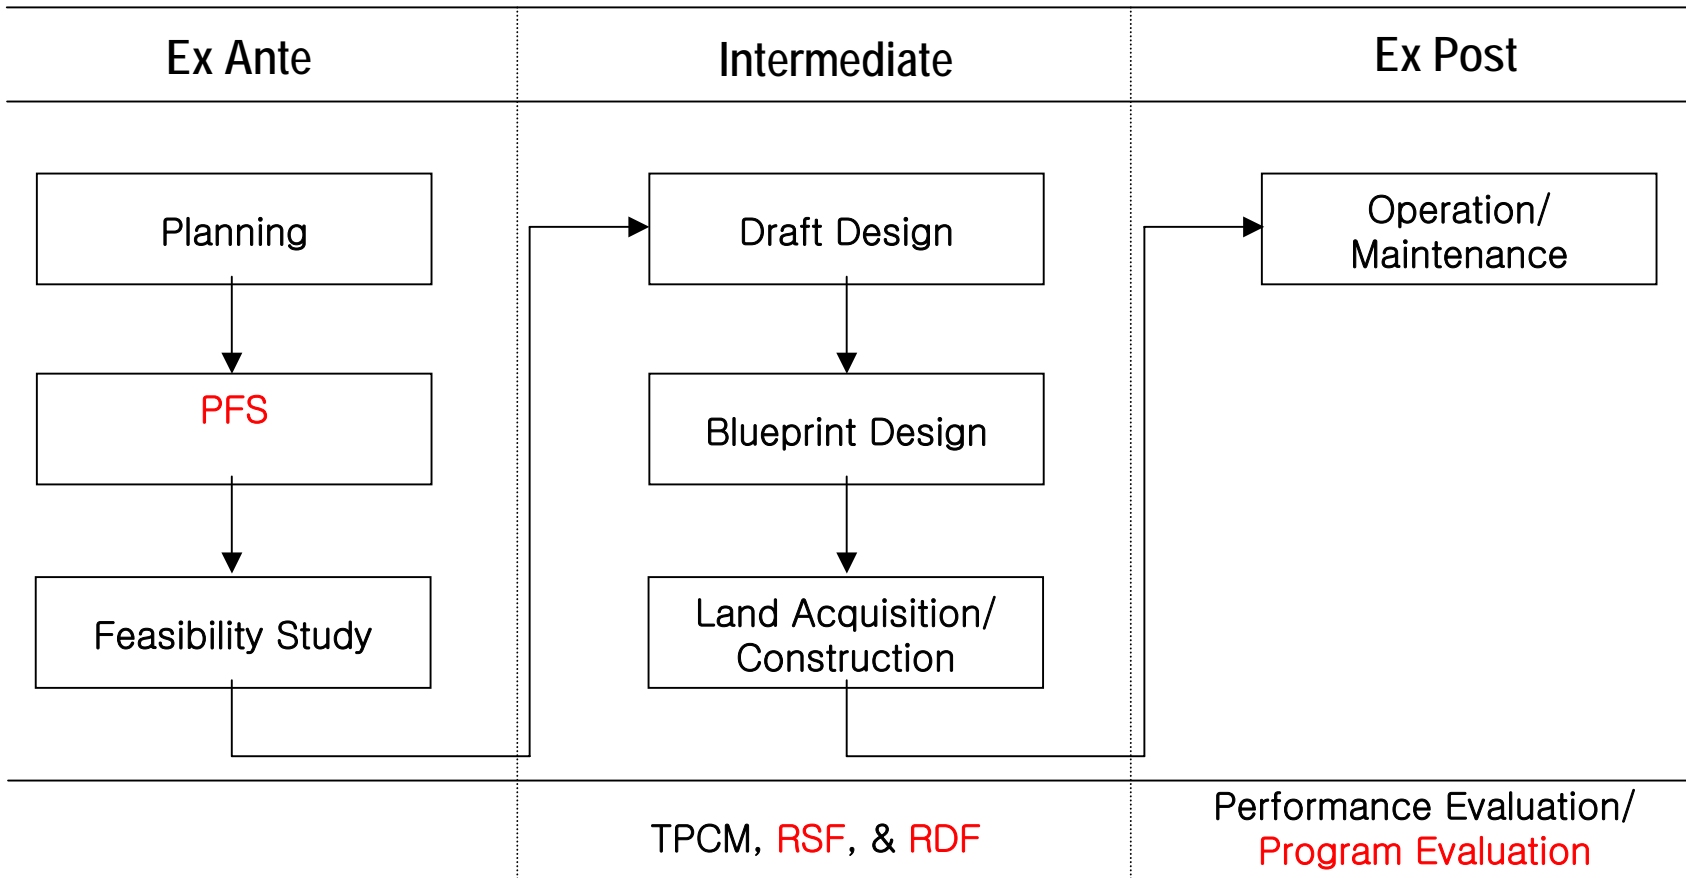 Ex Ante
Intermediate
Ex Post
Planning
PFS
Feasibility Study
Draft Design
Blueprint Design
Land Acquisition/
Construction
Operation/
Maintenance
TPCM, RSF, & RDF
Performance Evaluation/
Program Evaluation